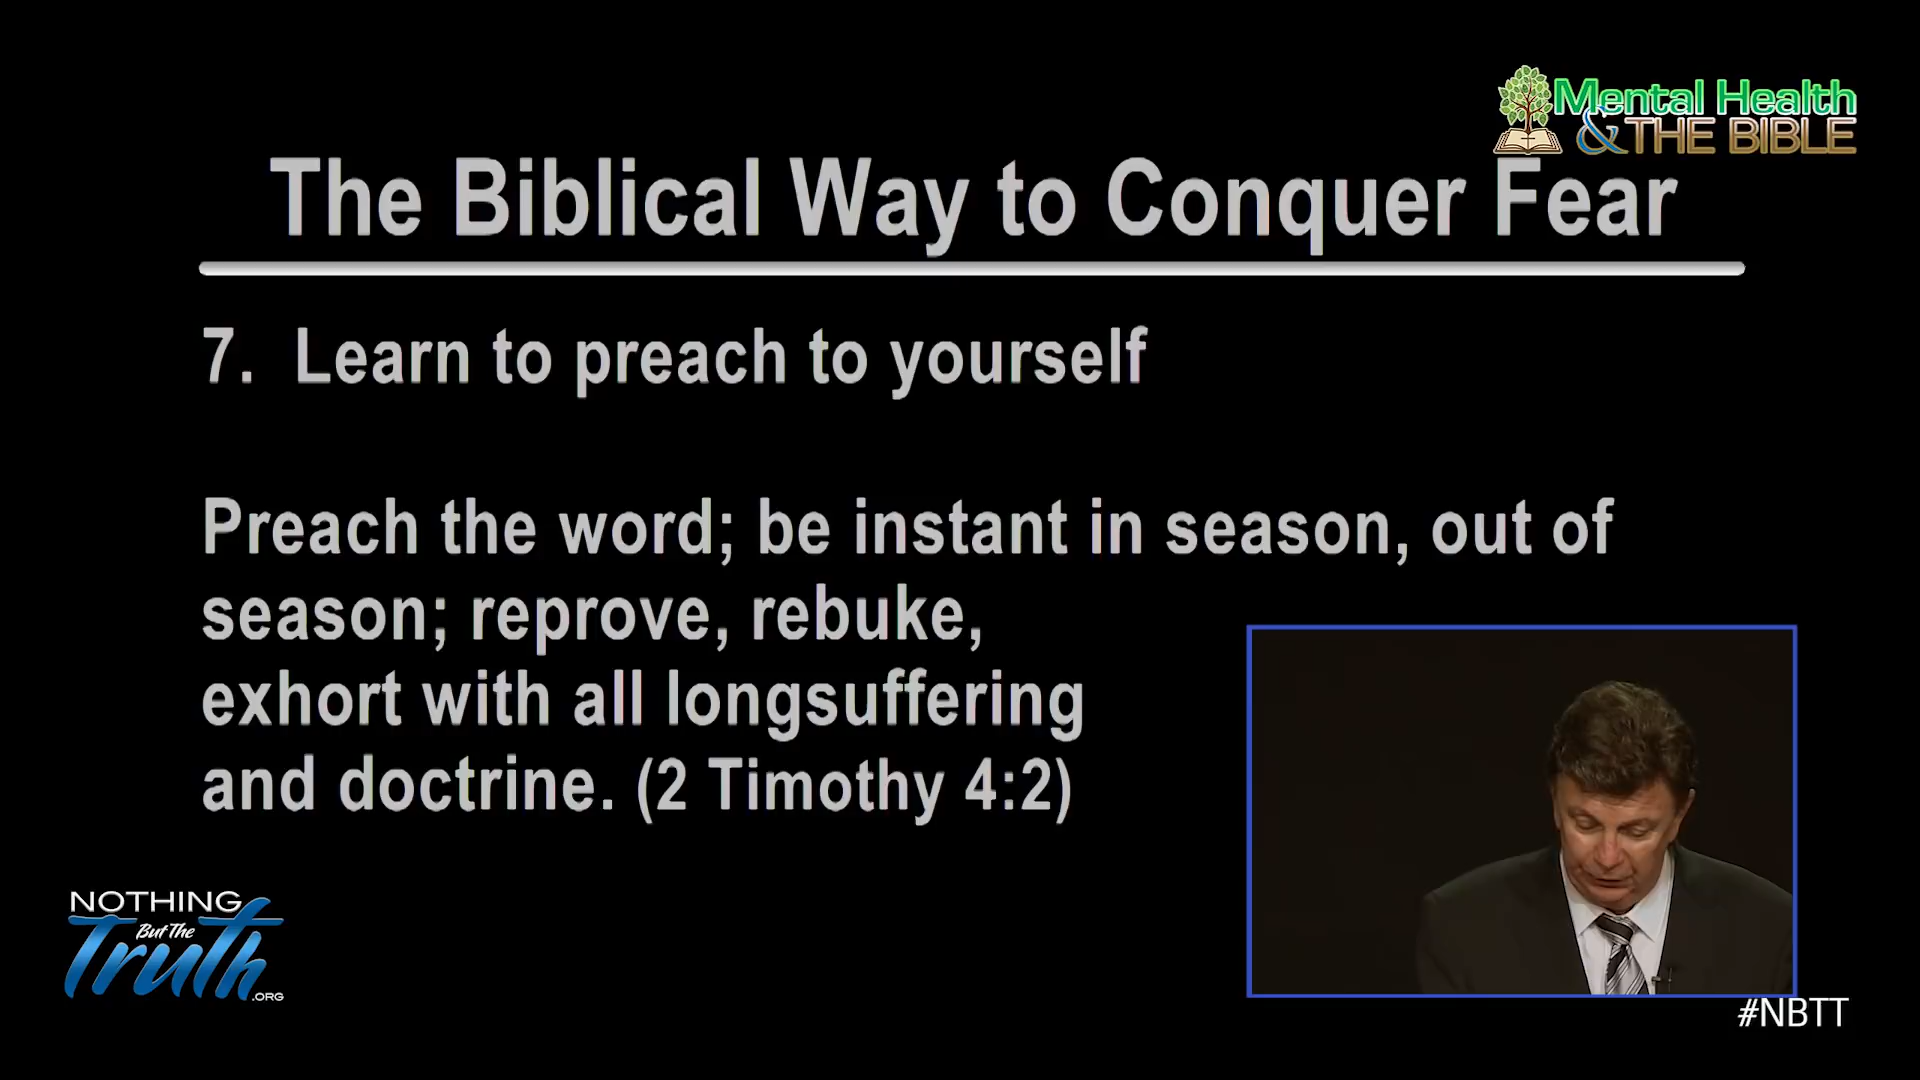 Mental Health
& THE BIBLE
The Biblical Way to Conquer Fear
7. Learn to preach to yourself
Preach the word; be instant in season, out of
season; reprove, rebuke,
exhort with all longsuffering
and doctrine. (2 Timothy 4:2)
NOTHING
But The
Truth
.ORG
#NBTT